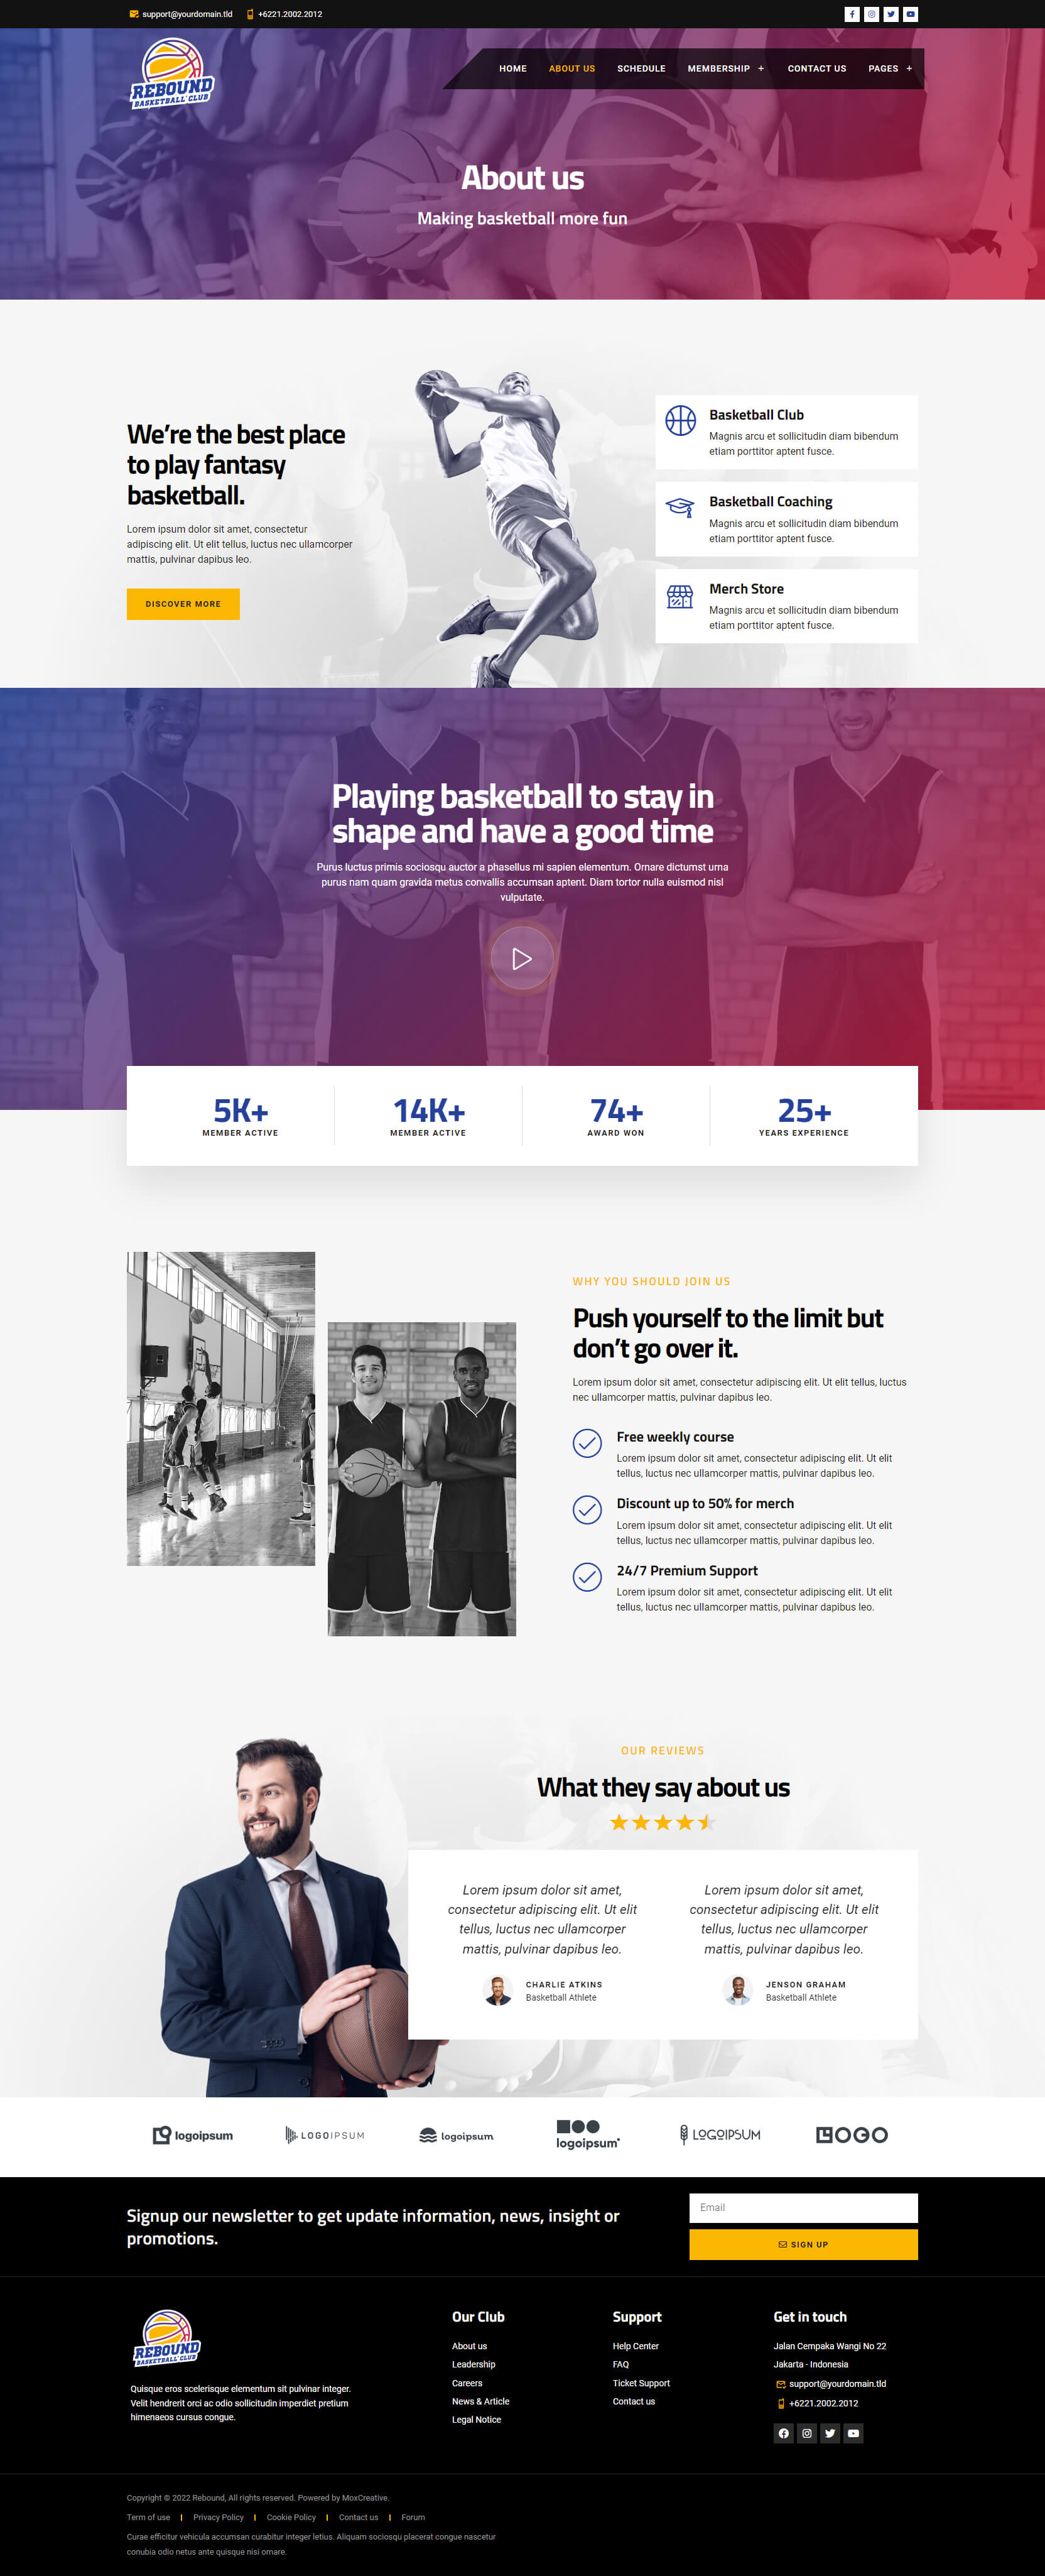 support@yourdomain.tld +6221.2002.2012
REBOUND
BASKETBALL CLUB
HOME ABOUT US SCHEDULE MEMBERSHIP + CONTACT US PAGES +
About us
Making basketball more fun
We’re the best place
to play fantasy
basketball.
Lorem ipsum dolor sit amet, consectetur
adipiscing elit. Ut elit tellus, luctus nec ullamcorper
mattis, pulvinar dapibus leo.
DISCOVER MORE
Basketball Club
Magnis arcu et sollicitudin diam bibendum
etiam porttitor aptent fusce.
Basketball Coaching
Magnis arcu et sollicitudin diam bibendum
etiam porttitor aptent fusce.
Merch Store
Magnis arcu et sollicitudin diam bibendum
etiam porttitor aptent fusce.
Playing basketball to stay in
shape and have a good time
Purus luctus primis sociosqu auctor a phasellus mi sapien elementum. Ornare dictumst urna
purus nam quam gravida metus convallis accumsan aptent. Diam tortor nulla euismod nisl
vulputate.
5K+ 14K+ 74+ 25+
MEMBER ACTIVE MEMBER ACTIVE AWARD WON YEARS EXPERIENCE
WHY YOU SHOULD JOIN US
Push yourself to the limit but
don’t go over it.
Lorem ipsum dolor sit amet, consectetur adipiscing elit. Ut elit tellus, luctus
nec ullamcorper mattis, pulvinar dapibus leo.
Free weekly course
Lorem ipsum dolor sit amet, consectetur adipiscing elit. Ut elit
tellus, luctus nec ullamcorper mattis, pulvinar dapibus leo.
Discount up to 50% for merch
Lorem ipsum dolor sit amet, consectetur adipiscing elit. Ut elit
tellus, luctus nec ullamcorper mattis, pulvinar dapibus leo.
24/7 Premium Support
Lorem ipsum dolor sit amet, consectetur adipiscing elit. Ut elit
tellus, luctus nec ullamcorper mattis, pulvinar dapibus leo.
OUR REVIEWS
What they say about us
Lorem ipsum dolor sit amet,
consectetur adipiscing elit. Ut elit
tellus, luctus nec ullamcorper
mattis, pulvinar dapibus leo.
CHARLIE ATKINS
Basketball Athlete
Lorem ipsum dolor sit amet,
consectetur adipiscing elit. Ut elit
tellus, luctus nec ullamcorper
mattis, pulvinar dapibus leo.
JENSON GRAHAM
Basketball Athlete
logoipsum LOGOIPSUM logoipsum logoipsum LOGOIPSUM LOGO
Signup our newsletter to get update information, news, insight or
promotions.
Email
SIGN UP
REBOUND
BASKETBALL CLUB
Quisque eros scelerisque elementum sit pulvinar integer.
Velit hendrerit orci ac odio sollicitudin imperdiet pretium
himenaeos cursus congue.
Our Club
About us
Leadership
Careers
News & Article
Legal Notice
Support
Help Center
FAQ
Ticket Support
Contact us
Get in touch
Jalan Cempaka Wangi No 22
Jakarta - Indonesia
support@yourdomain.tld
+6221.2002.2012
Copyright © 2022 Rebound, All rights reserved. Powered by MoxCreative.
Term of use Privacy Policy Cookie Policy Contact us Forum
Curae efficitur vehicula accumsan curabitur integer letius. Aliquam sociosqu placerat congue nascetur
conubia odio netus ante quisque nisi ornare.